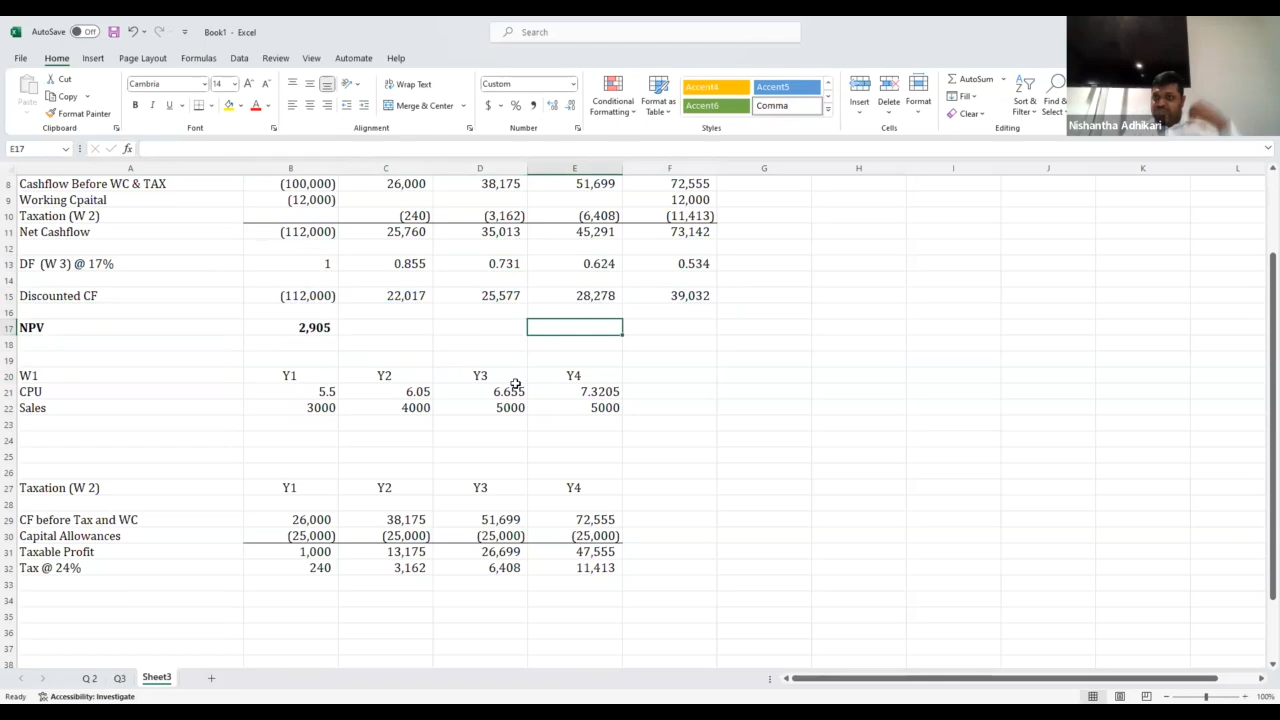 AutoSave Off Book1 - Excel Search
File Home Insert Page Layout Formulas Data Review View Automate Help
Paste Cut Copy Format Painter Clipboard
Cambria 14 A A B I U A Font
ab Wrap Text Merge & Center Alignment
Custom $ % , Number
Conditional Formatting Format as Table Accent4 Accent5 Accent6 Comma Styles
Insert Delete Format Cells
AutoSum Fill Clear Sort & Filter Find & Select Editing
Nishantha Adhikari
E17 fx
A B C D E F G H I J K L
8 Cashflow Before WC & TAX (100,000) 26,000 38,175 51,699 72,555
9 Working Cpaital (12,000) 12,000
10 Taxation (W 2) (240) (3,162) (6,408) (11,413)
11 Net Cashflow (112,000) 25,760 35,013 45,291 73,142
12
13 DF (W 3) @ 17% 1 0.855 0.731 0.624 0.534
14
15 Discounted CF (112,000) 22,017 25,577 28,278 39,032
16
17 NPV 2,905
18
19
20 W1 Y1 Y2 Y3 Y4
21 CPU 5.5 6.05 6.655 7.3205
22 Sales 3000 4000 5000 5000
23
24
25
26
27 Taxation (W 2) Y1 Y2 Y3 Y4
28
29 CF before Tax and WC 26,000 38,175 51,699 72,555
30 Capital Allowances (25,000) (25,000) (25,000) (25,000)
31 Taxable Profit 1,000 13,175 26,699 47,555
32 Tax @ 24% 240 3,162 6,408 11,413
33
34
35
36
37
38
Q 2 Q3 Sheet3
Ready Accessibility: Investigate 100%